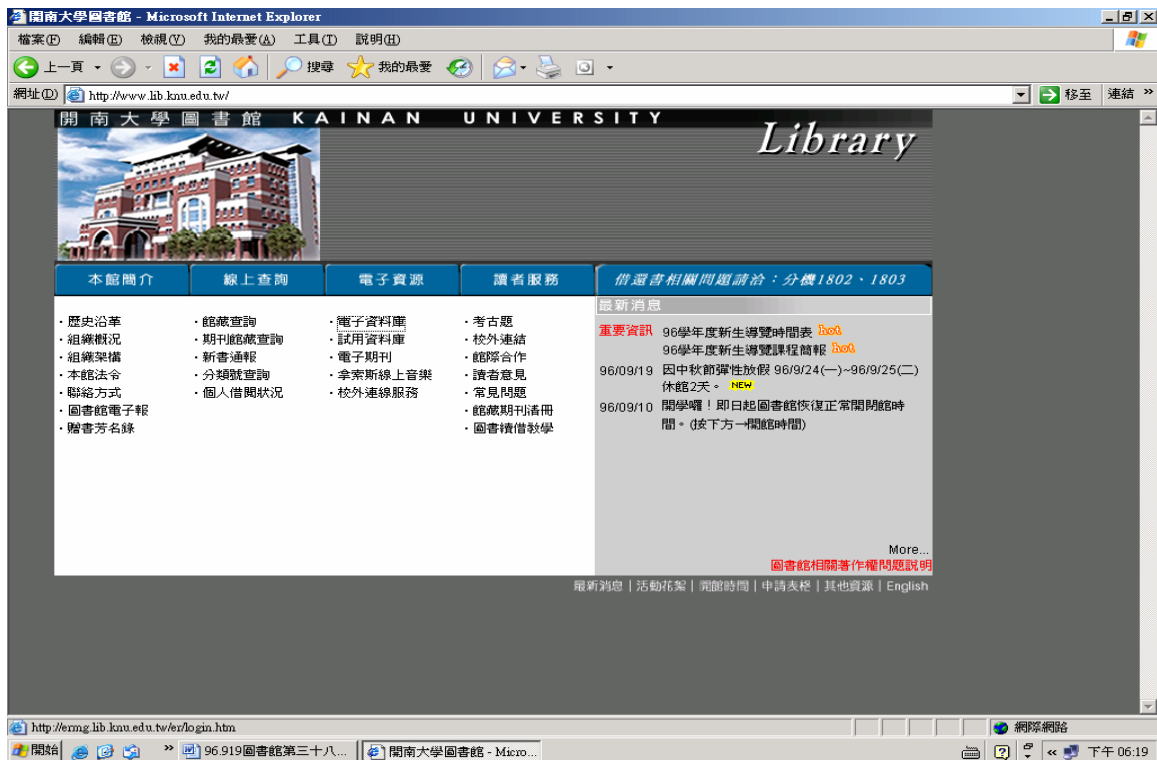 開南大學圖書館 - Microsoft Internet Explorer
檔案(F) 編輯(E) 檢視(V) 我的最愛(A) 工具(T) 說明(H)
上一頁 搜尋 我的最愛
網址(D) http://www.lib.knu.edu.tw/ 移至 連結 »
開南大學圖書館 KAINAN UNIVERSITY
Library
本館簡介 線上查詢 電子資源 讀者服務 借還書相關問題請洽：分機1802、1803
最新消息
‧歷史沿革
‧組織概況
‧組織架構
‧本館法令
‧聯絡方式
‧圖書館電子報
‧贈書芳名錄
‧館藏查詢
‧期刊館藏查詢
‧新書通報
‧分類號查詢
‧個人借閱狀況
‧電子資料庫
‧試用資料庫
‧電子期刊
‧拿索斯線上音樂
‧校外連線服務
‧考古題
‧校外連結
‧館際合作
‧讀者意見
‧常見問題
‧館藏期刊清冊
‧圖書續借教學
重要資訊 96學年度新生導覽時間表 hot
96學年度新生導覽課程簡報 hot
96/09/19 因中秋節彈性放假 96/9/24(一)~96/9/25(二)
休館2天。 NEW
96/09/10 開學囉！即日起圖書館恢復正常開閉館時
間。(按下方→開館時間)
More...
圖書館相關著作權問題說明
最新消息 | 活動花絮 | 開館時間 | 申請表格 | 其他資源 | English
http://ermg.lib.knu.edu.tw/er/login.htm 網際網路
開始 » 96.919圖書館第三十八... 開南大學圖書館 - Micro... « 下午 06:19